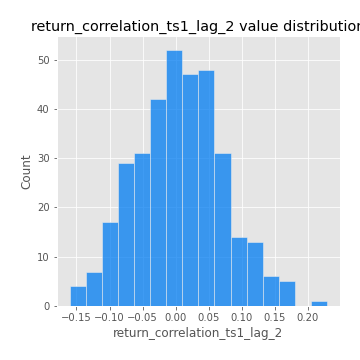 return_correlation_ts1_lag_2 value distribution
Count
50
40
30
20
10
0
−0.15 −0.10 −0.05 0.00 0.05 0.10 0.15 0.20
return_correlation_ts1_lag_2